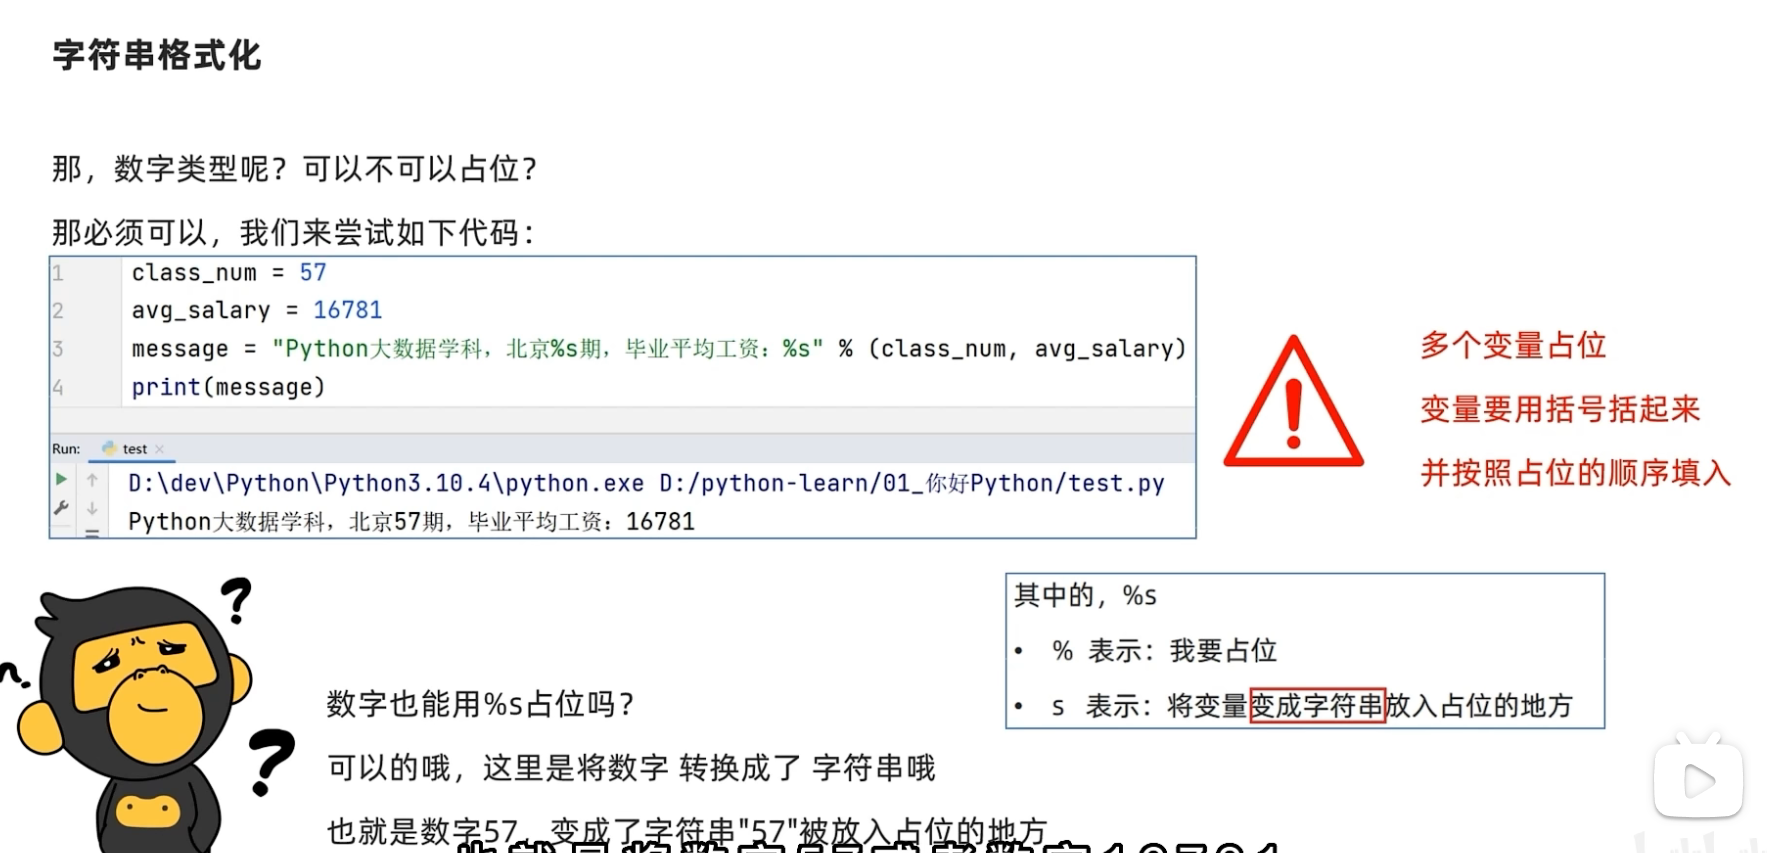 字符串格式化
那，数字类型呢？可以不可以占位？
那必须可以，我们来尝试如下代码：
1 class_num = 57
2 avg_salary = 16781
3 message = "Python大数据学科，北京%s期，毕业平均工资：%s" % (class_num, avg_salary)
4 print(message)
Run: test
D:\dev\Python\Python3.10.4\python.exe D:/python-learn/01_你好Python/test.py
Python大数据学科，北京57期，毕业平均工资：16781
多个变量占位
变量要用括号括起来
并按照占位的顺序填入
其中的，%s
• % 表示：我要占位
• s 表示：将变量变成字符串放入占位的地方
数字也能用%s占位吗？
可以的哦，这里是将数字 转换成了 字符串哦
也就是数字57，变成了字符串"57"被放入占位的地方